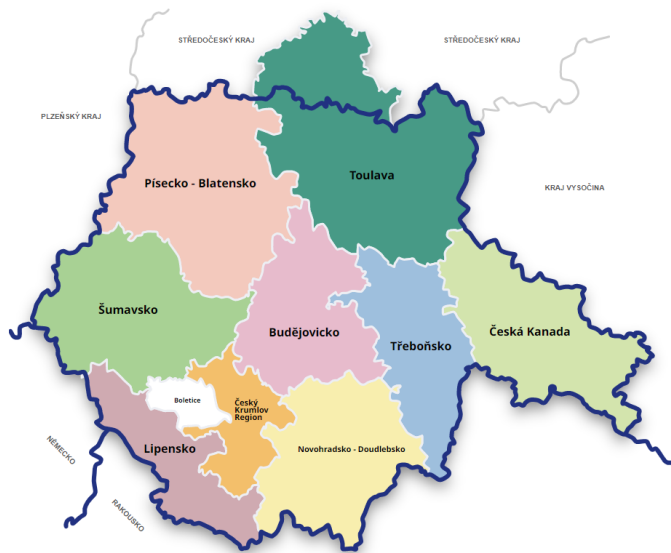 STŘEDOČESKÝ KRAJ
STŘEDOČESKÝ KRAJ
PLZEŇSKÝ KRAJ
Toulava
Písecko - Blatensko
KRAJ VYSOČINA
Šumavsko
Budějovicko
Třeboňsko
Česká Kanada
Boletice
Český
Krumlov
Region
Lipensko
Novohradsko - Doudlebsko
NĚMECKO
RAKOUSKO